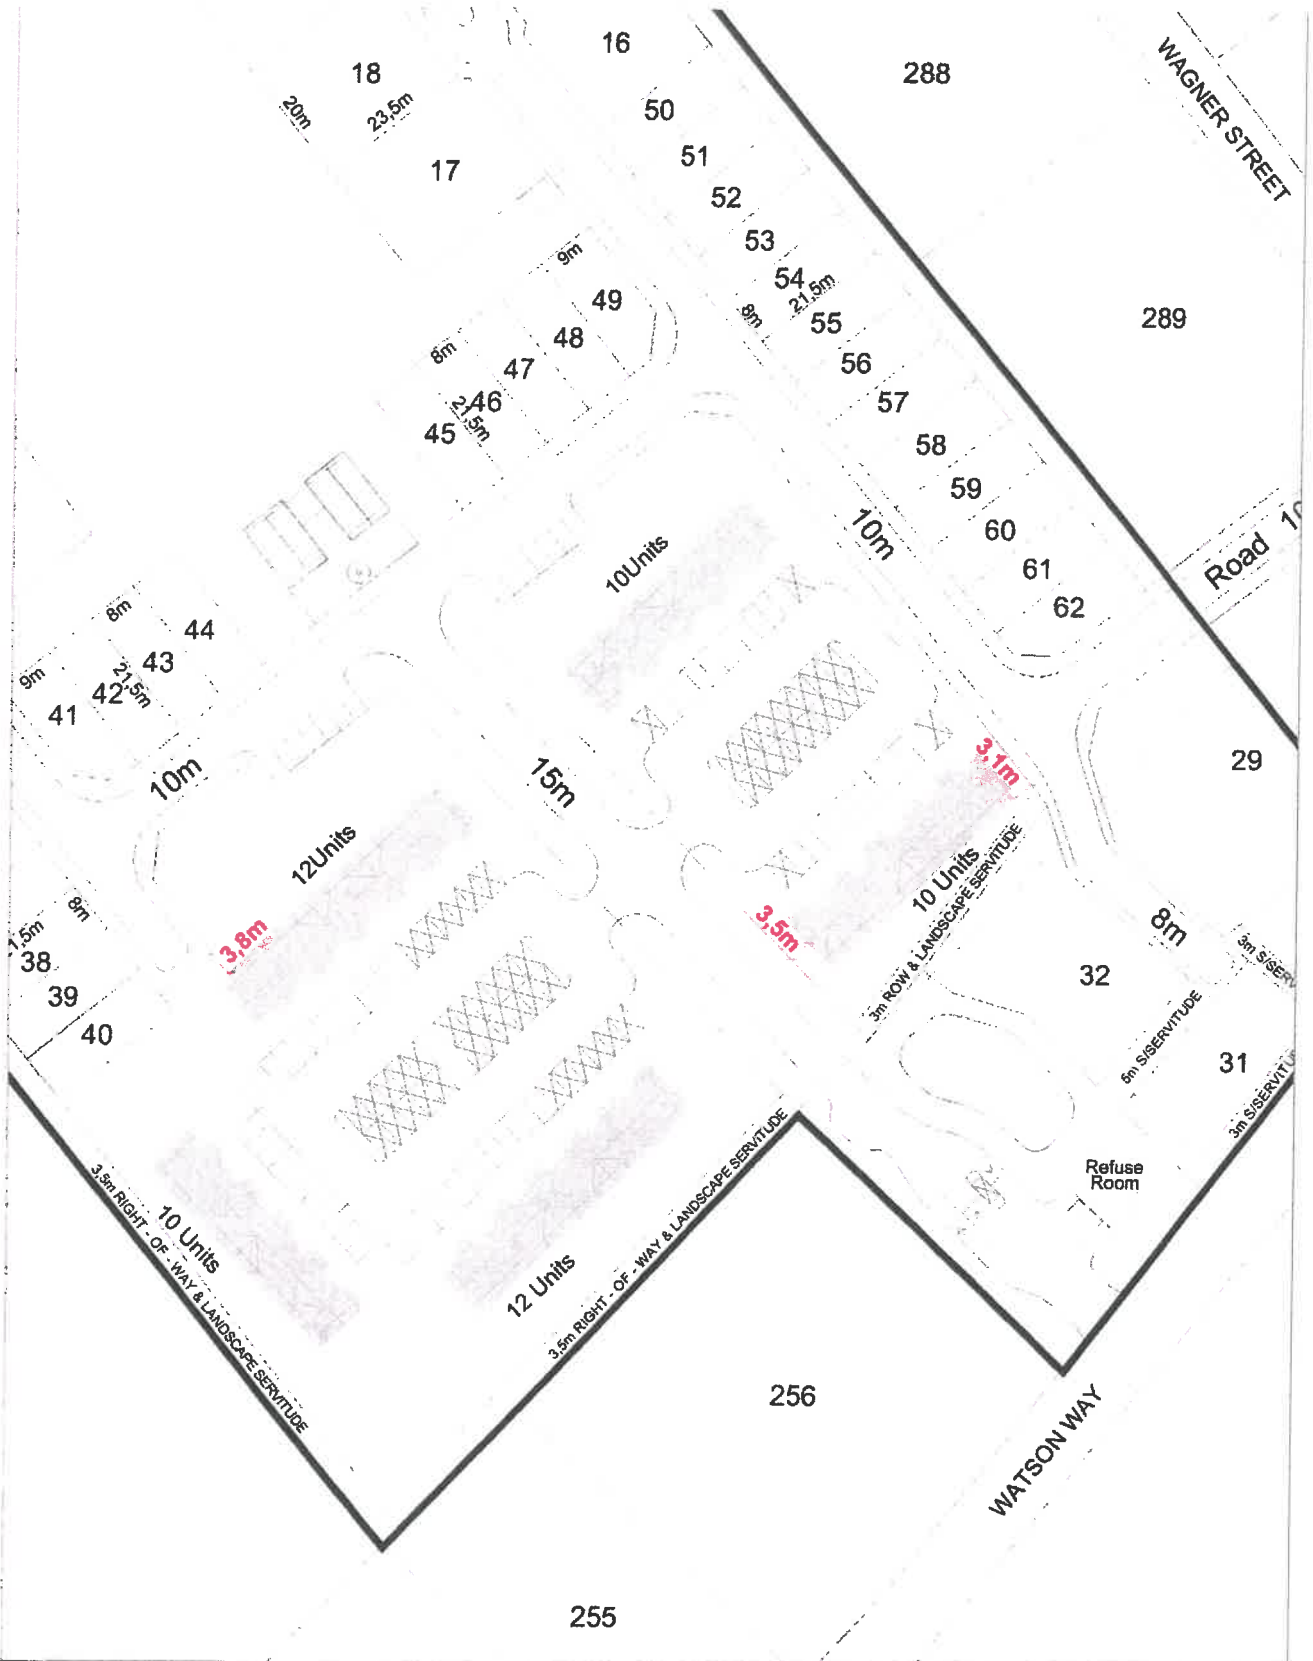 16
18
288
WAGNER STREET
20m
23,5m
50
17
51
52
53
9m
54
21,5m
49
8m
55
289
48
8m
56
47
46
57
21,5m
45
58
59
10m
60
Road
10Units
61
62
8m
44
43
9m
21,5m
42
41
10m
15m
3,1m
29
12Units
10 Units
3m ROW & LANDSCAPE SERVITUDE
8m
3,8m
3,5m
8m
38
39
40
32
3m S/SERV
5m S/SERVITUDE
31
3m S/SERVITU
Refuse
Room
3,5m RIGHT - OF - WAY & LANDSCAPE SERVITUDE
10 Units
12 Units
3,5m RIGHT - OF - WAY & LANDSCAPE SERVITUDE
256
WATSON WAY
255